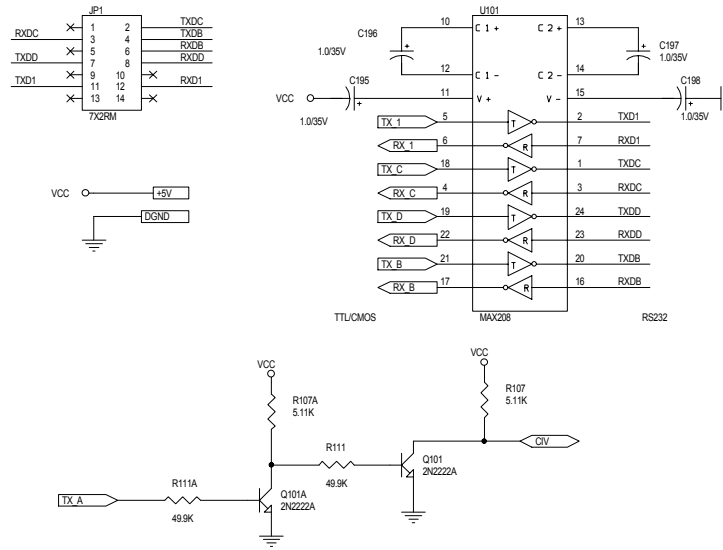 JP1
1 2 TXDC
RXDC 3 4 TXDB
5 6 RXDB
TXDD 7 8 RXDD
9 10
TXD1 11 12 RXD1
13 14
7X2RM
VCC +5V
DGND
U101
10 C 1 + C 2 + 13
C196 1.0/35V
C197 1.0/35V
12 C 1 - C 2 - 14
C195
C198
VCC 11 V + V - 15
1.0/35V
1.0/35V
TX_1 5 T 2 TXD1
RX_1 6 R 7 RXD1
TX_C 18 T 1 TXDC
RX_C 4 R 3 RXDC
TX_D 19 T 24 TXDD
RX_D 22 R 23 RXDD
TX_B 21 T 20 TXDB
RX_B 17 R 16 RXDB
TTL/CMOS MAX208 RS232
VCC
R107A
5.11K
VCC
R107
5.11K
CIV
R111
49.9K
Q101
2N2222A
TX_A
R111A
49.9K
Q101A
2N2222A